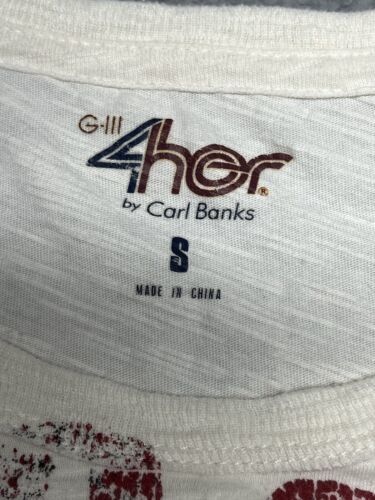 G-III
4her®
by Carl Banks
S
MADE IN CHINA